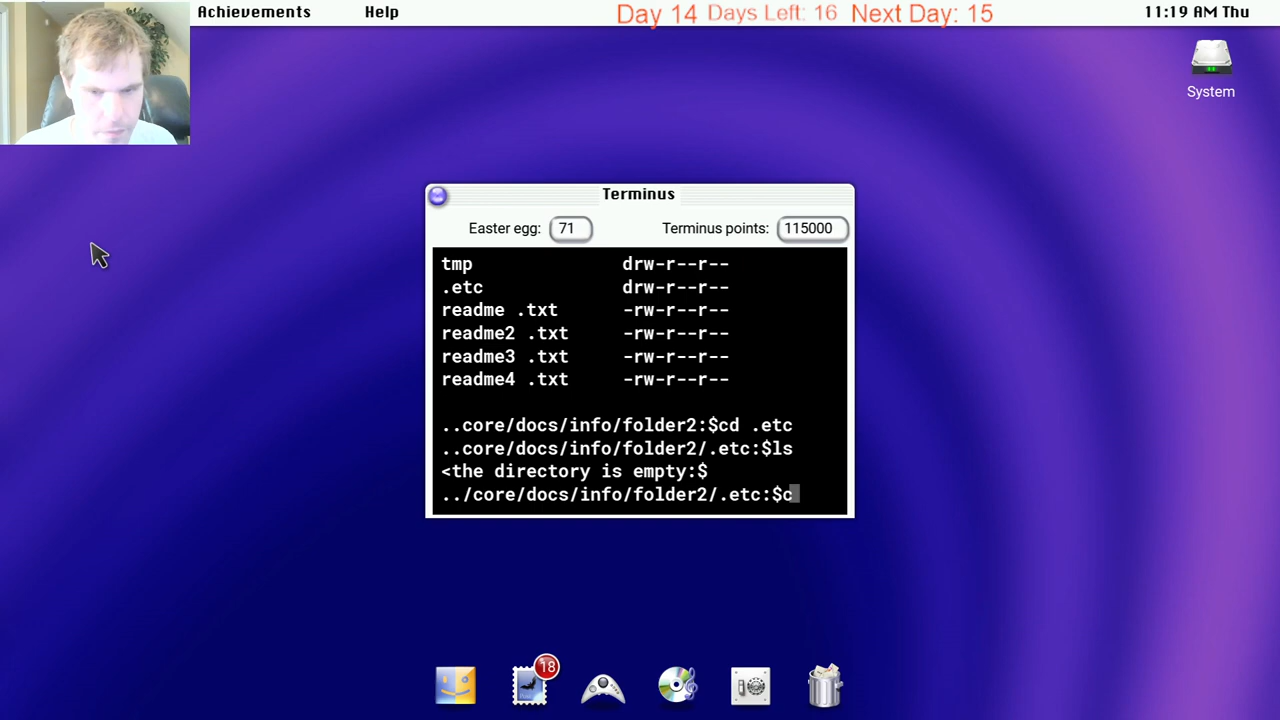 Achievements Help Day 14 Days Left: 16 Next Day: 15 11:19 AM Thu
System
Terminus
Easter egg: 71 Terminus points: 115000
tmp drw-r--r--
.etc drw-r--r--
readme .txt -rw-r--r--
readme2 .txt -rw-r--r--
readme3 .txt -rw-r--r--
readme4 .txt -rw-r--r--
..core/docs/info/folder2:$cd .etc
..core/docs/info/folder2/.etc:$ls
<the directory is empty:$
../core/docs/info/folder2/.etc:$c
18